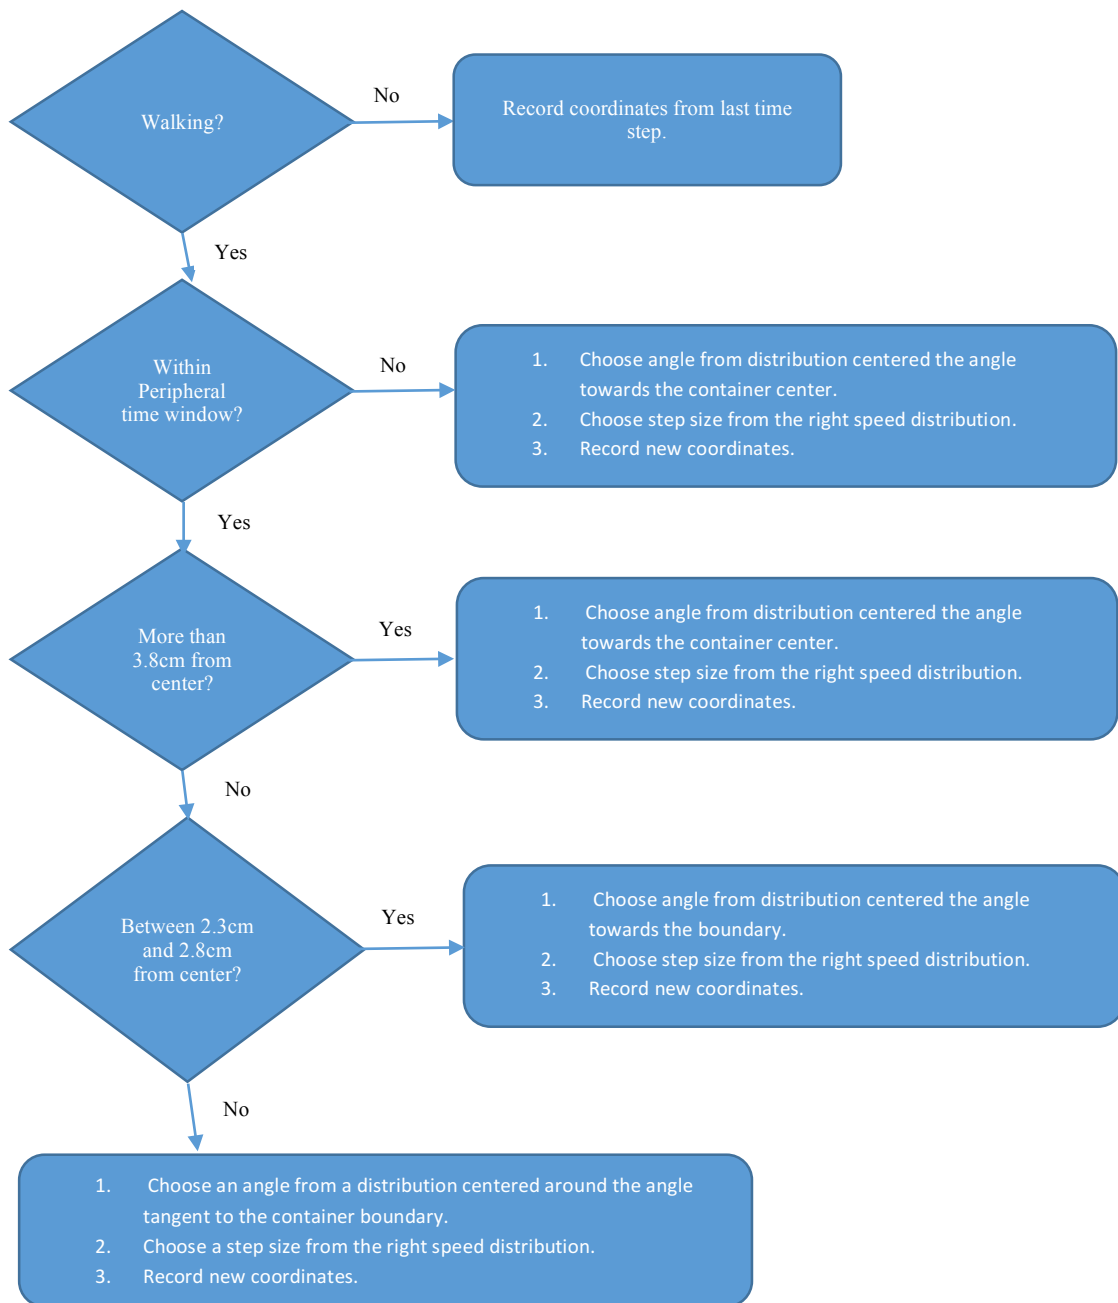 Walking?
No
Record coordinates from last time
step.
Yes
Within
Peripheral
time window?
No
1. Choose angle from distribution centered the angle
towards the container center.
2. Choose step size from the right speed distribution.
3. Record new coordinates.
Yes
More than
3.8cm from
center?
Yes
1. Choose angle from distribution centered the angle
towards the container center.
2. Choose step size from the right speed distribution.
3. Record new coordinates.
No
Between 2.3cm
and 2.8cm
from center?
Yes
1. Choose angle from distribution centered the angle
towards the boundary.
2. Choose step size from the right speed distribution.
3. Record new coordinates.
No
1. Choose an angle from a distribution centered around the angle
tangent to the container boundary.
2. Choose a step size from the right speed distribution.
3. Record new coordinates.